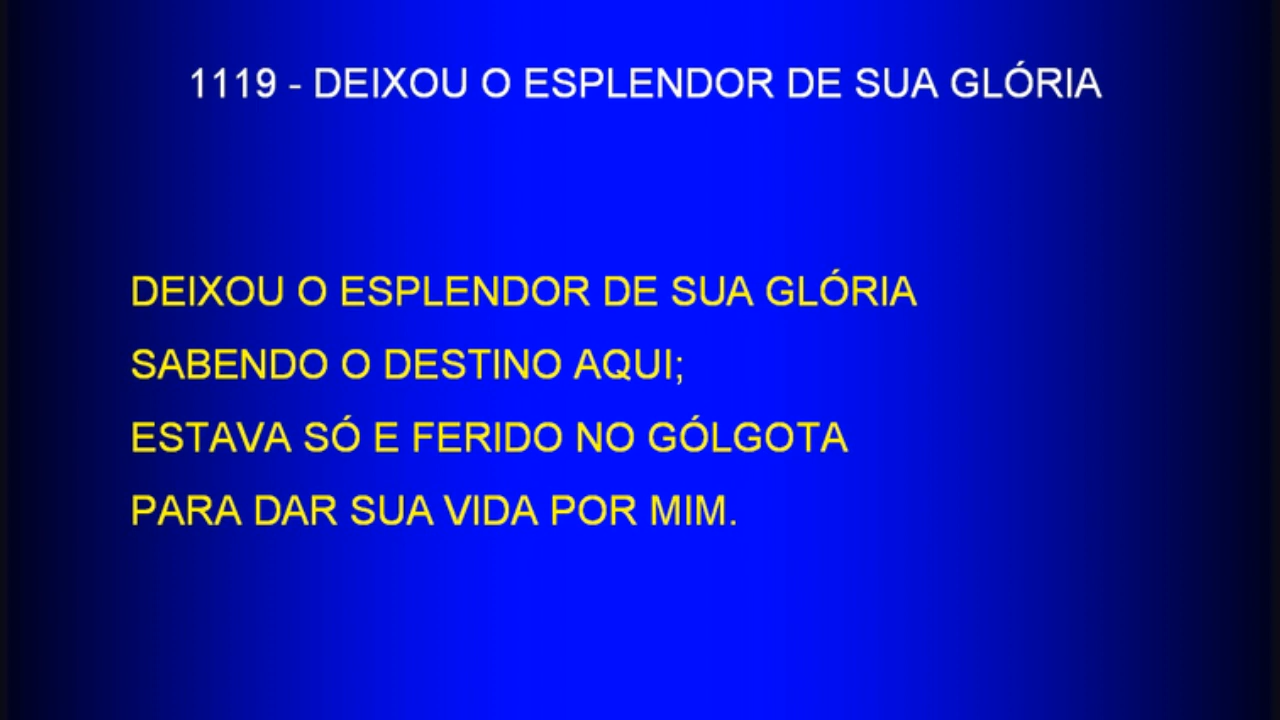 1119 - DEIXOU O ESPLENDOR DE SUA GLÓRIA
DEIXOU O ESPLENDOR DE SUA GLÓRIA
SABENDO O DESTINO AQUI;
ESTAVA SÓ E FERIDO NO GÓLGOTA
PARA DAR SUA VIDA POR MIM.